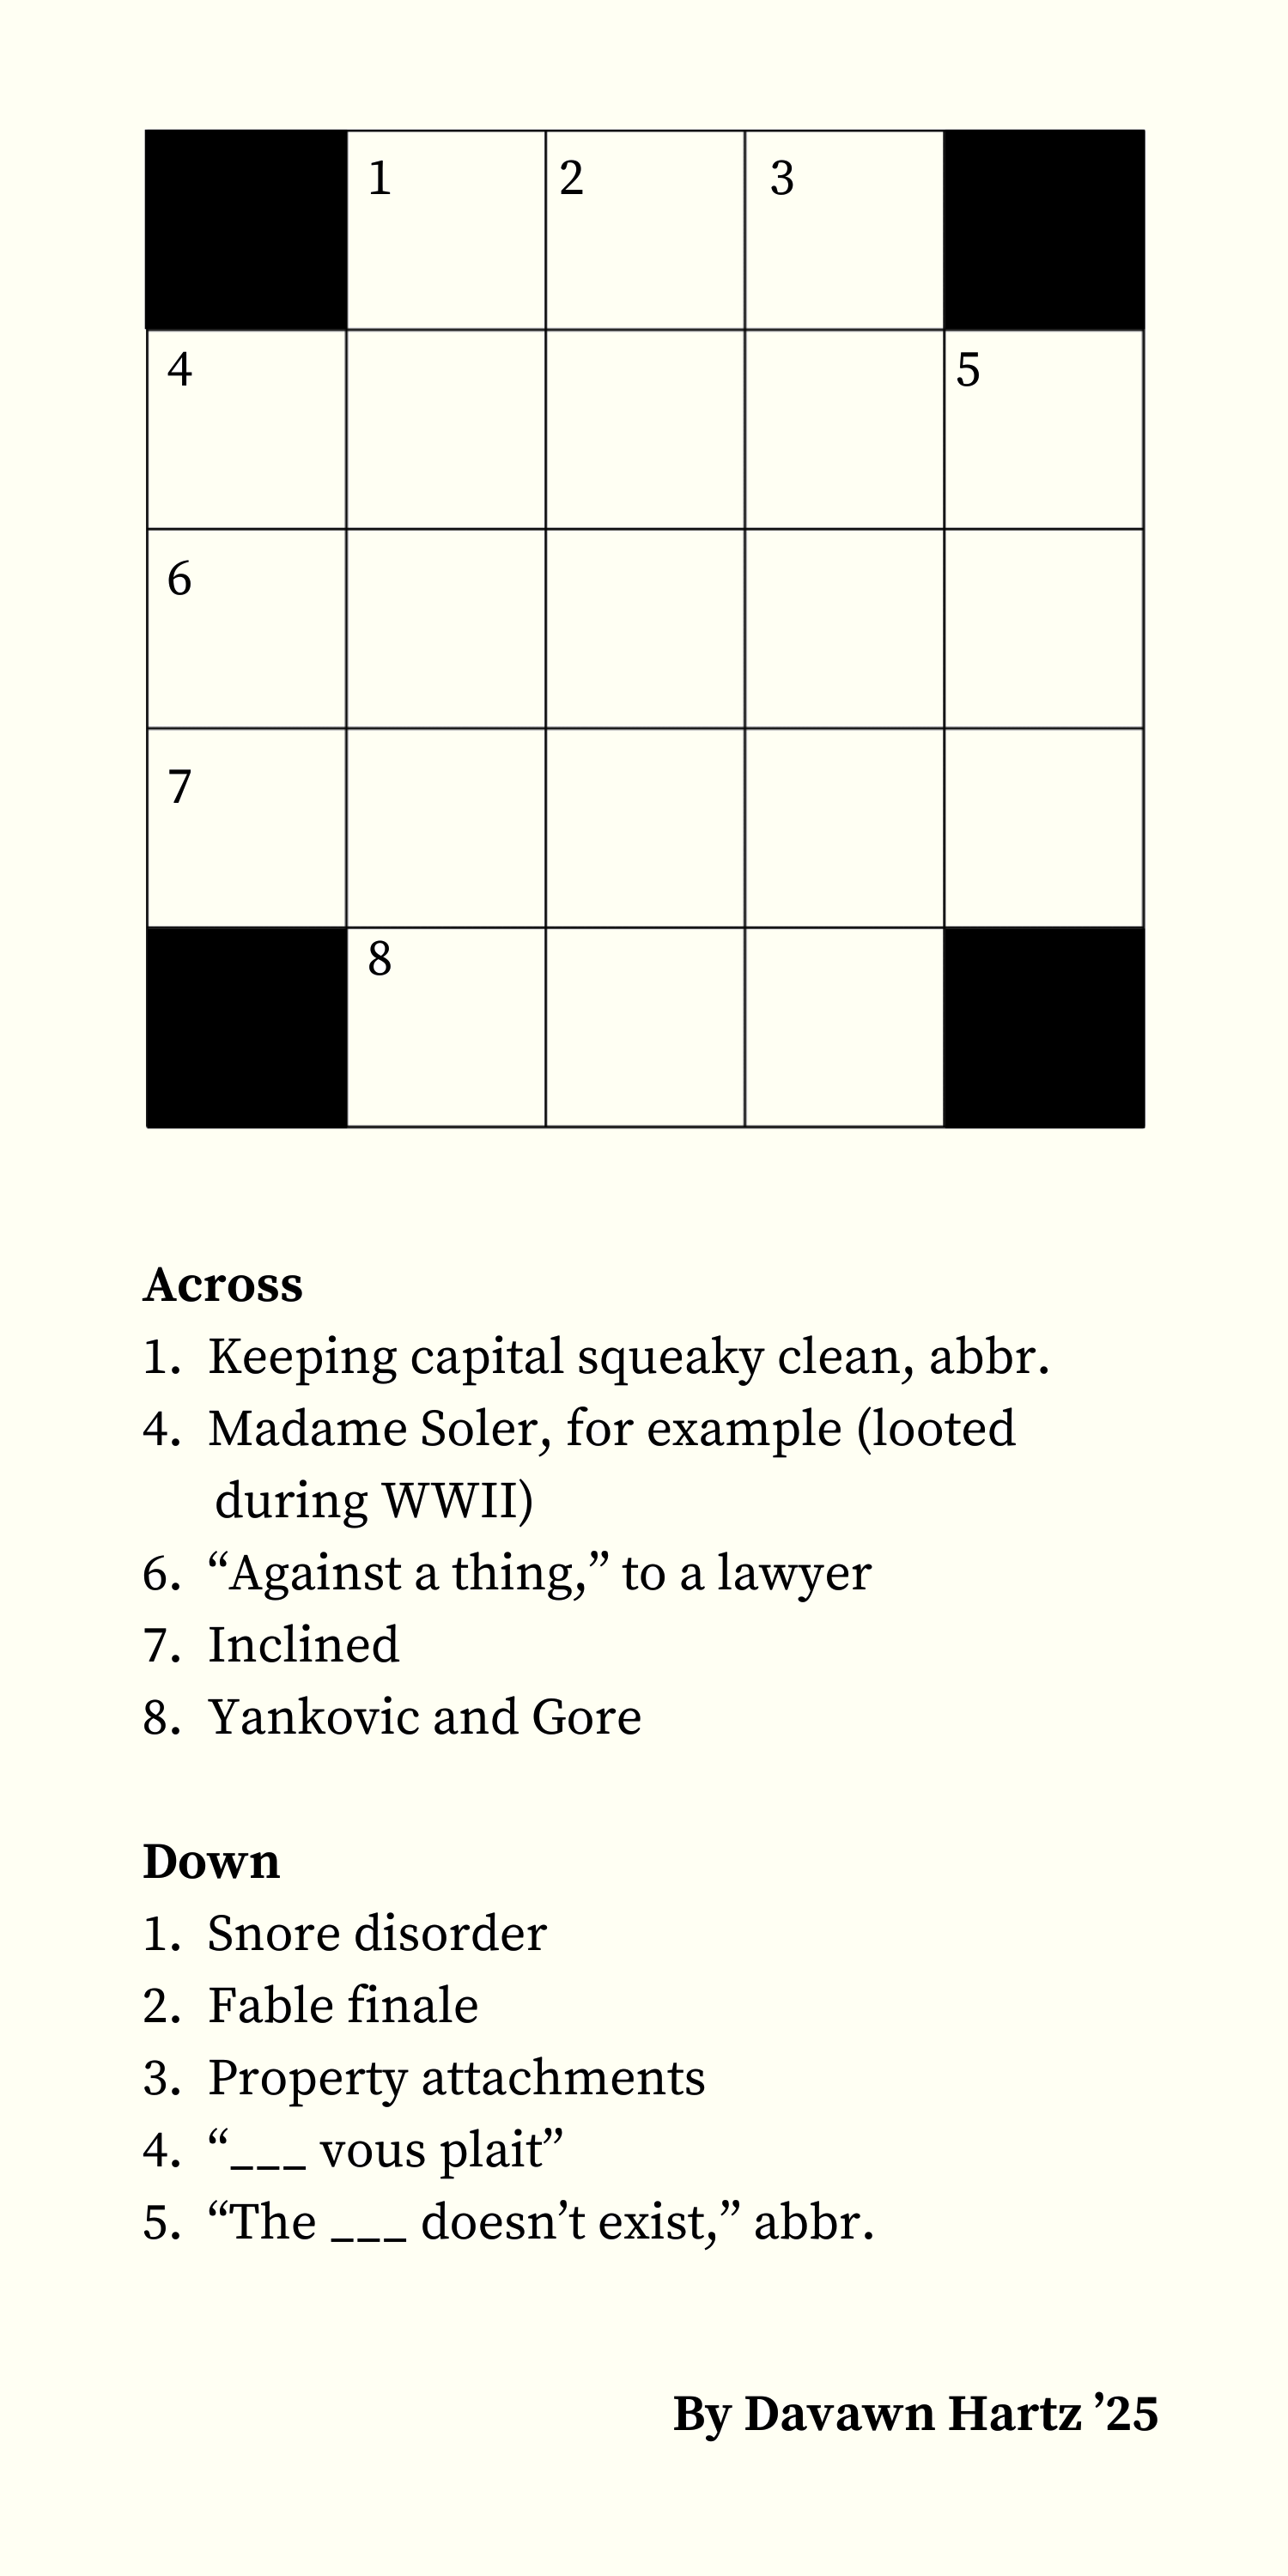 1 2 3
4 5
6
7
8
Across
1. Keeping capital squeaky clean, abbr.
4. Madame Soler, for example (looted
during WWII)
6. “Against a thing,” to a lawyer
7. Inclined
8. Yankovic and Gore
Down
1. Snore disorder
2. Fable finale
3. Property attachments
4. “___ vous plait”
5. “The ___ doesn’t exist,” abbr.
By Davawn Hartz ’25